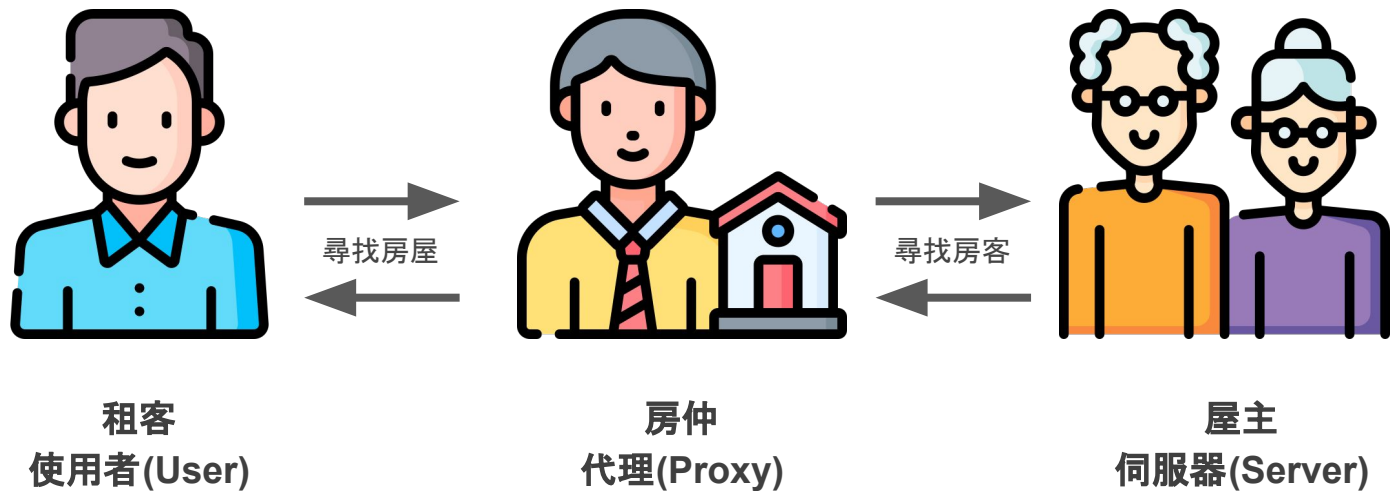 尋找房屋
尋找房客
租客
使用者(User)
房仲
代理(Proxy)
屋主
伺服器(Server)